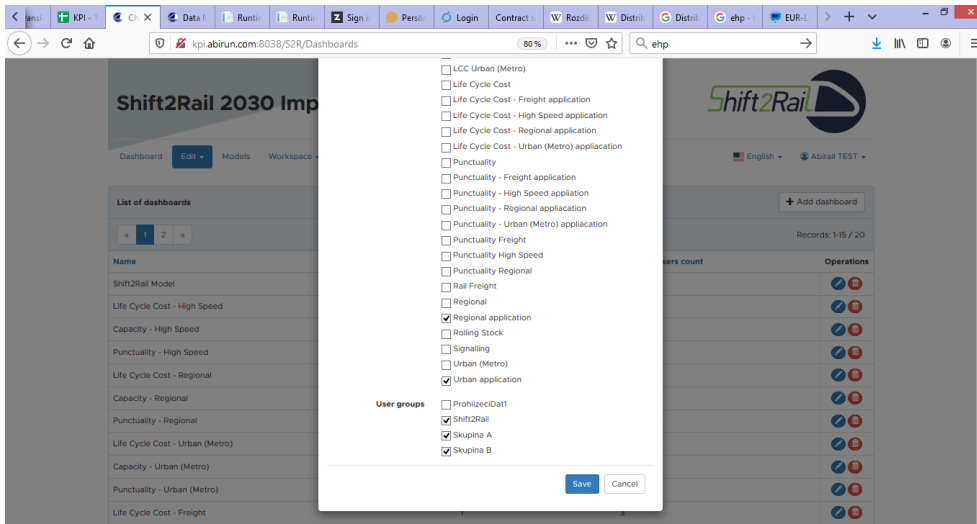 ansi KPI - T Ch Data M Runtim Runtim Sign in Persón Login Contract s Rozdě Distrib Distrib ehp - EUR-L
kpi.abirun.com:8038/S2R/Dashboards 80 % ehp
LCC Urban (Metro)
Life Cycle Cost
Shift2Rail 2030 Imp
Shift2Rail
Life Cycle Cost - Freight application
Life Cycle Cost - High Speed application
Life Cycle Cost - Regional application
Life Cycle Cost - Urban (Metro) appliacation
Dashboard Edit Models Workspace English Abirail TEST
Punctuality
Punctuality - Freight application
Punctuality - High Speed appliation
List of dashboards + Add dashboard
Punctuality - Regional appliacation
Punctuality - Urban (Metro) appliacation
« 1 2 » Records: 1-15 / 20
Punctuality Freight
Punctuality High Speed
Name sers count Operations
Punctuality Regional
Shift2Rail Model
Rail Freight
Regional
Life Cycle Cost - High Speed
Regional application
Capacity - High Speed
Rolling Stock
Signalling
Punctuality - High Speed
Urban (Metro)
Life Cycle Cost - Regional
Urban application
Capacity - Regional
User groups ProhlizeciDat1
Shift2Rail
Punctuality - Regional
Skupina A
Life Cycle Cost - Urban (Metro)
Skupina B
Capacity - Urban (Metro)
Save Cancel
Punctuality - Urban (Metro)
Life Cycle Cost - Freight